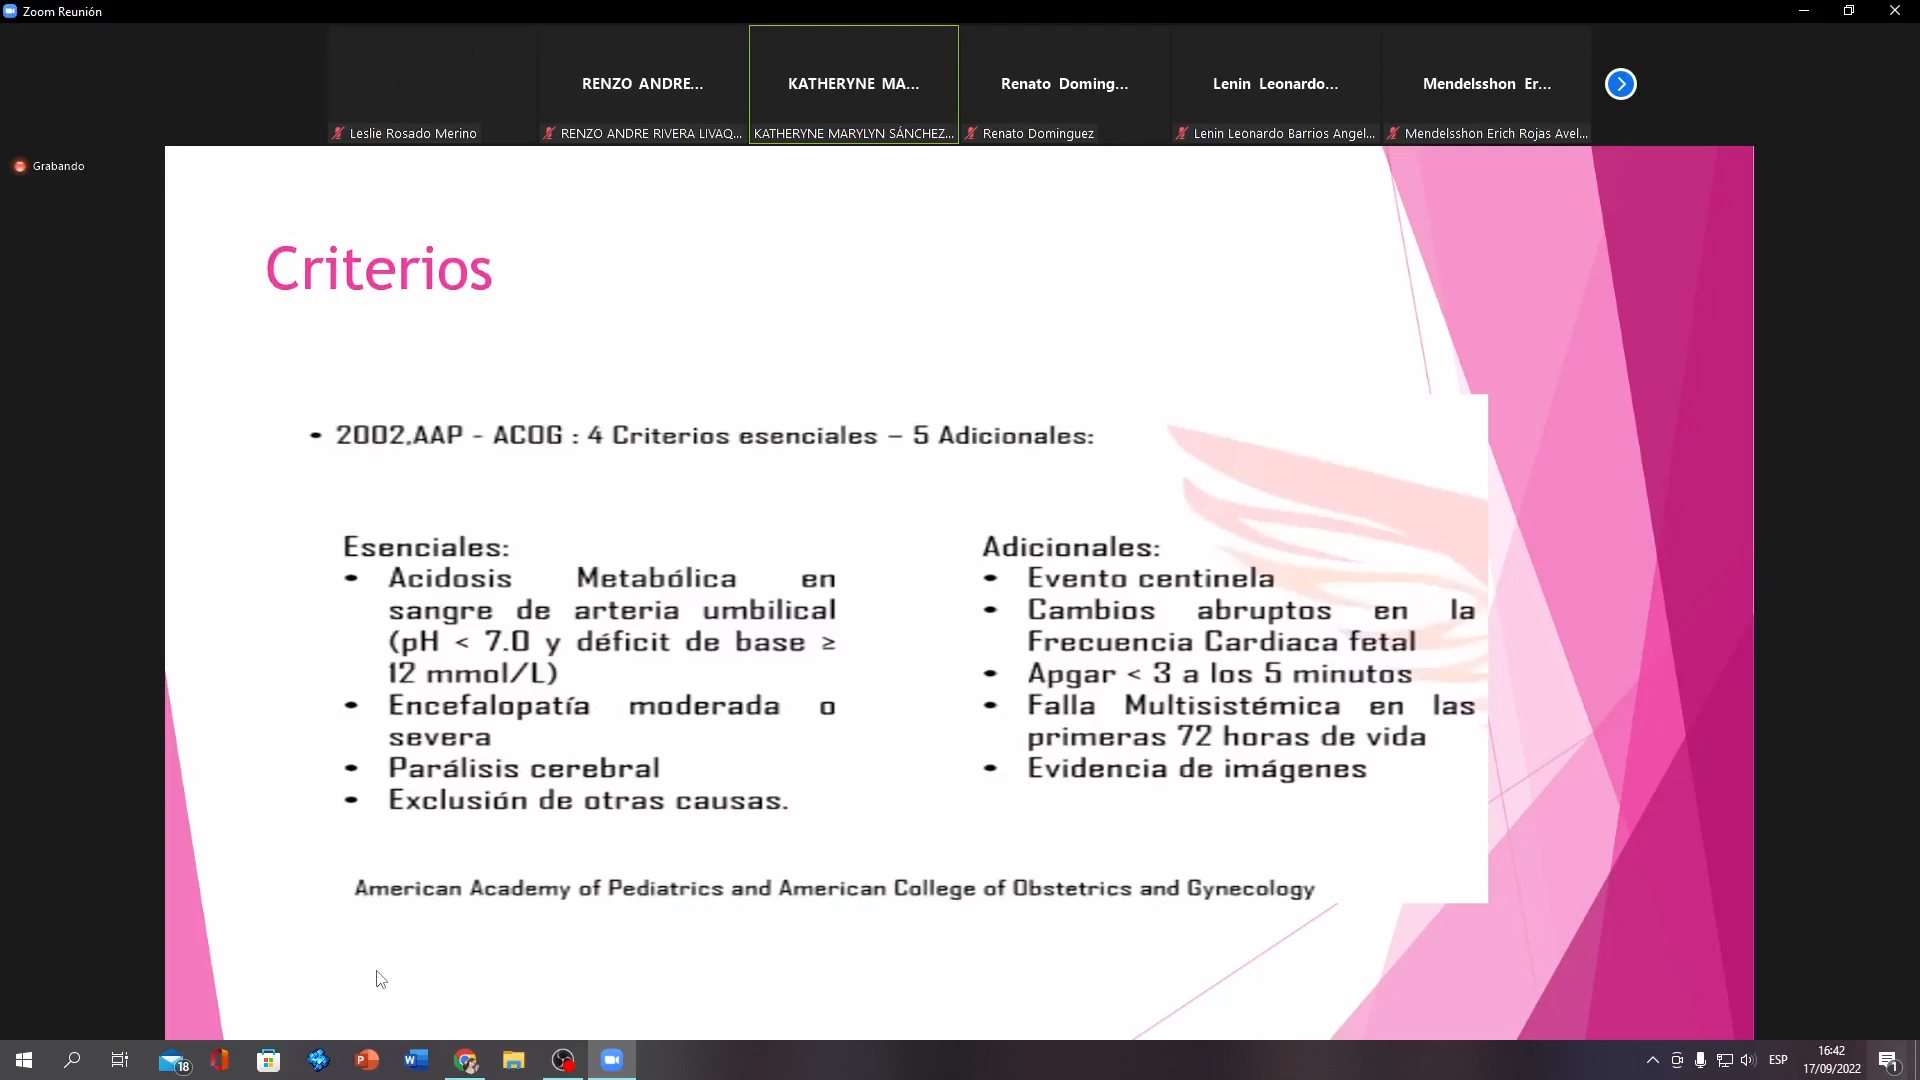 Zoom Reunión
RENZO ANDRE...
KATHERYNE MA...
Renato Doming...
Lenin Leonardo...
Mendelsshon Er...
Leslie Rosado Merino
RENZO ANDRE RIVERA LIVAQ...
KATHERYNE MARYLYN SÁNCHEZ...
Renato Dominguez
Lenin Leonardo Barrios Angel...
Mendelsshon Erich Rojas Avel...
Grabando
Criterios
• 2002,AAP - ACOG : 4 Criterios esenciales – 5 Adicionales:
Esenciales:
• Acidosis Metabólica en
sangre de arteria umbilical
(pH < 7.0 y déficit de base ≥
12 mmol/L)
• Encefalopatía moderada o
severa
• Parálisis cerebral
• Exclusión de otras causas.
Adicionales:
• Evento centinela
• Cambios abruptos en la
Frecuencia Cardiaca fetal
• Apgar < 3 a los 5 minutos
• Falla Multisistémica en las
primeras 72 horas de vida
• Evidencia de imágenes
American Academy of Pediatrics and American College of Obstetrics and Gynecology
18
ESP
16:42
17/09/2022
1